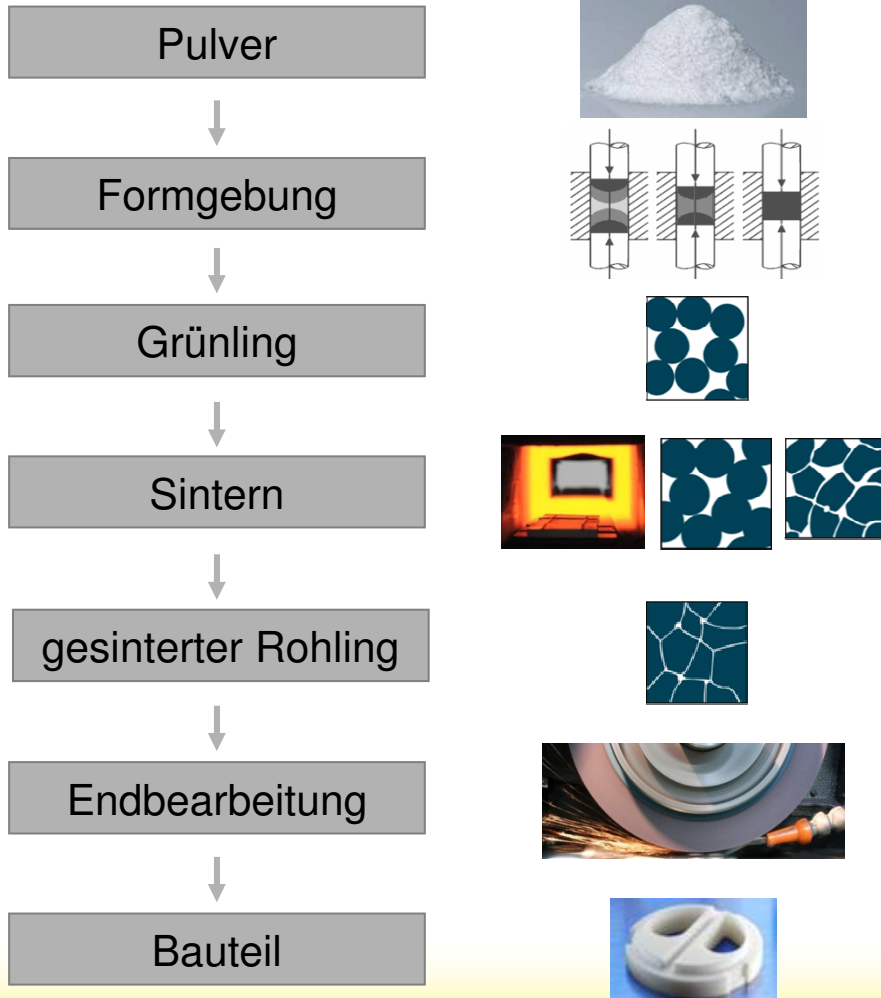 Pulver
Formgebung
Grünling
Sintern
gesinterter Rohling
Endbearbeitung
Bauteil